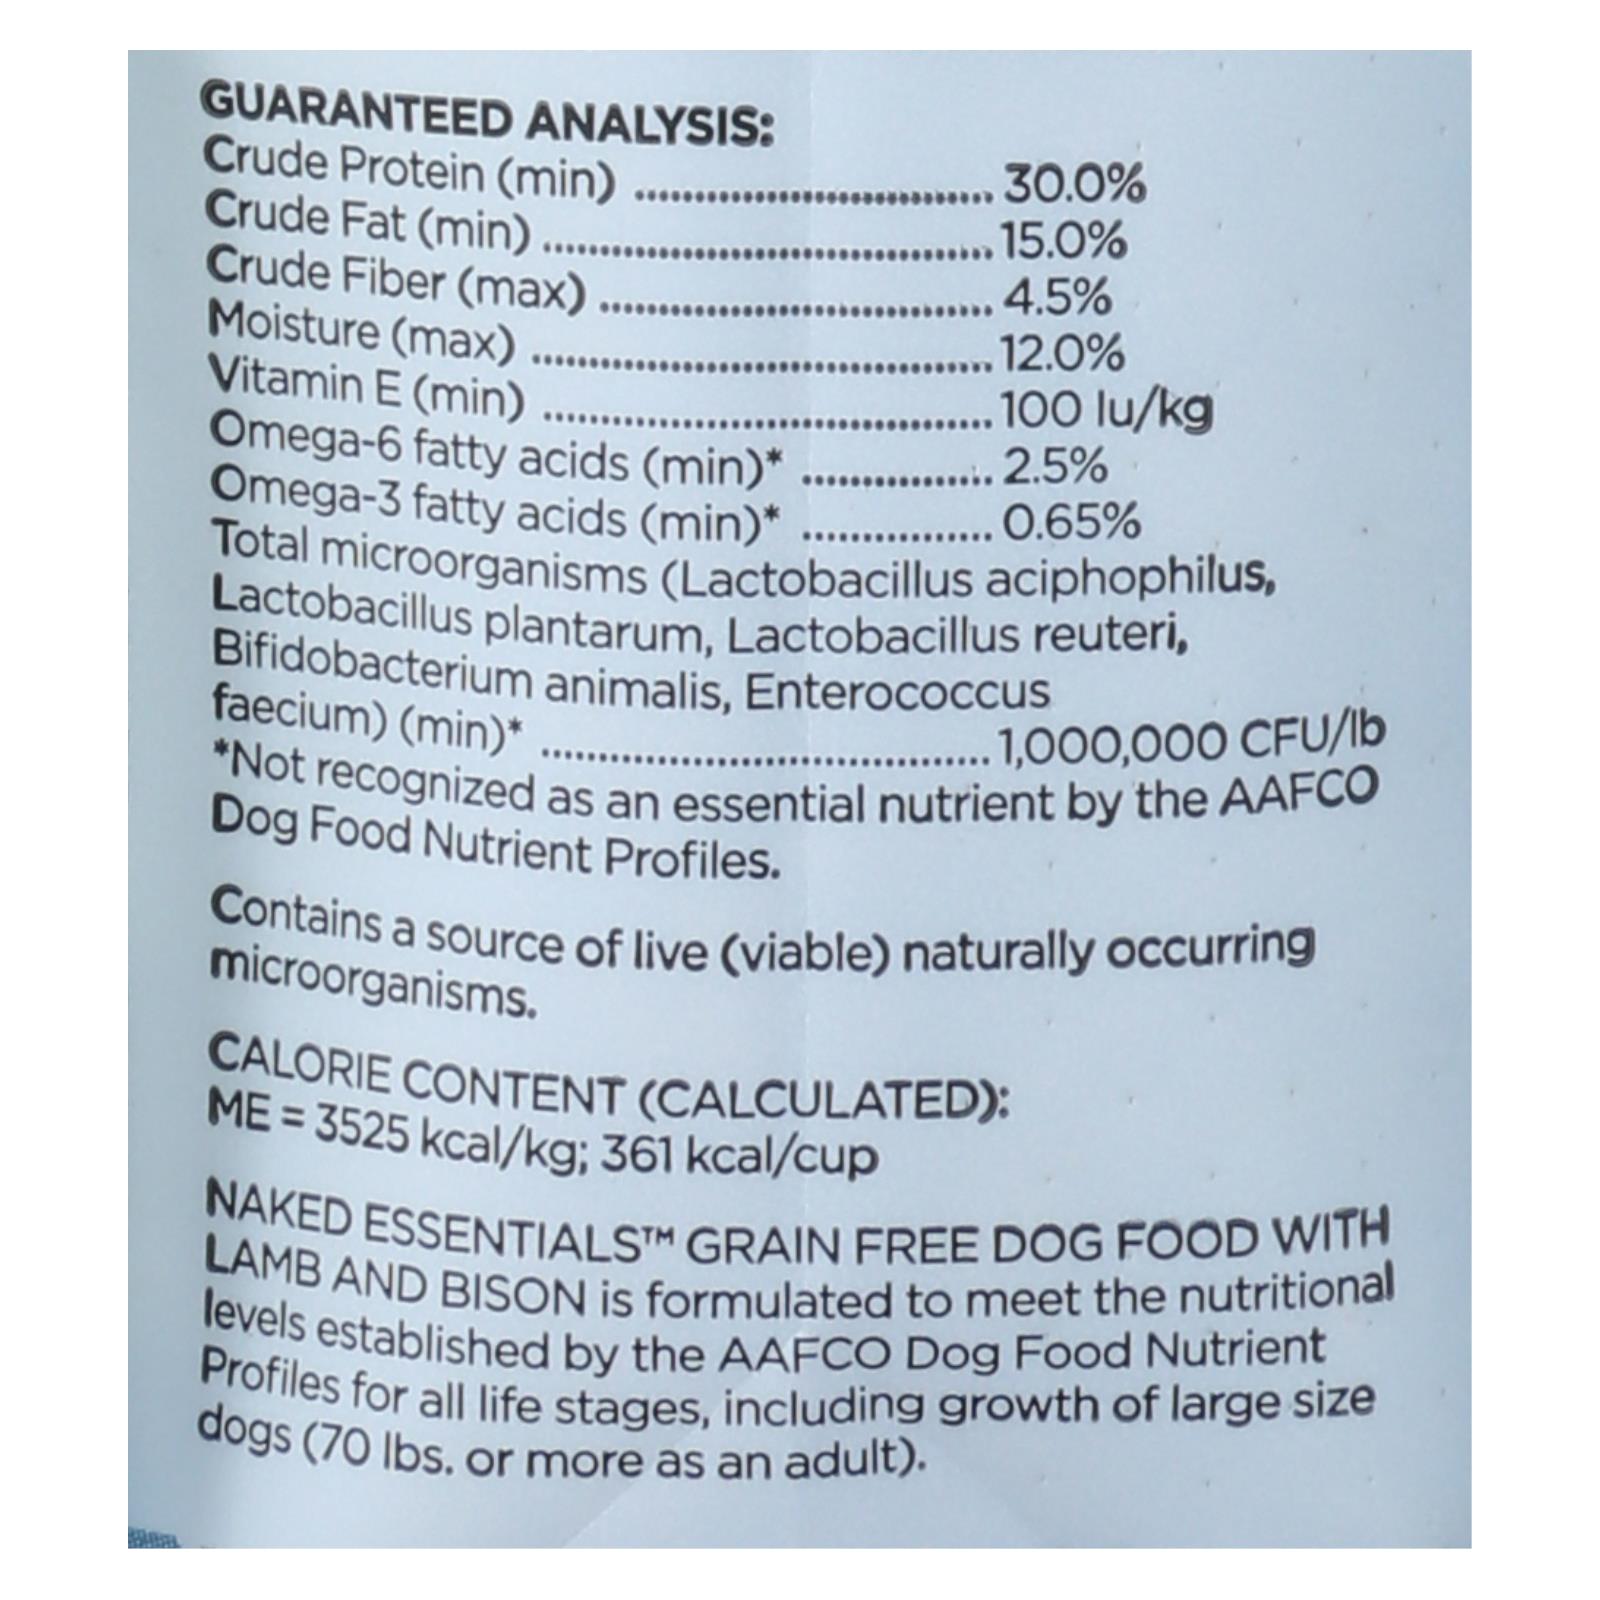 GUARANTEED ANALYSIS:
Crude Protein (min) ................................ 30.0%
Crude Fat (min) ........................................ 15.0%
Crude Fiber (max) ................................... 4.5%
Moisture (max) ......................................... 12.0%
Vitamin E (min) ........................................ 100 lu/kg
Omega-6 fatty acids (min)* ................. 2.5%
Omega-3 fatty acids (min)* ................. 0.65%
Total microorganisms (Lactobacillus aciphophilus,
Lactobacillus plantarum, Lactobacillus reuteri,
Bifidobacterium animalis, Enterococcus
faecium) (min)* ........................................ 1,000,000 CFU/lb
*Not recognized as an essential nutrient by the AAFCO
Dog Food Nutrient Profiles.
Contains a source of live (viable) naturally occurring
microorganisms.
CALORIE CONTENT (CALCULATED):
ME = 3525 kcal/kg; 361 kcal/cup
NAKED ESSENTIALS™ GRAIN FREE DOG FOOD WITH
LAMB AND BISON is formulated to meet the nutritional
levels established by the AAFCO Dog Food Nutrient
Profiles for all life stages, including growth of large size
dogs (70 lbs. or more as an adult).